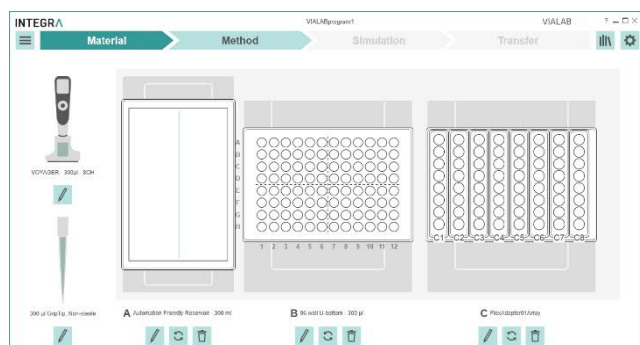 INTEGRA
VIALABprogram1
VIALAB
?
Material
Method
Simulation
Transfer
VOYAGER · 300µl · 8CH
300 µl GripTip, Non-sterile
A
B
C
D
E
F
G
H
1 2 3 4 5 6 7 8 9 10 11 12
C1 C2 C3 C4 C5 C6 C7 C8
A Automation Friendly Reservoir · 300 ml
B 96 well U bottom · 300 µl
C FlexAdapter01Array